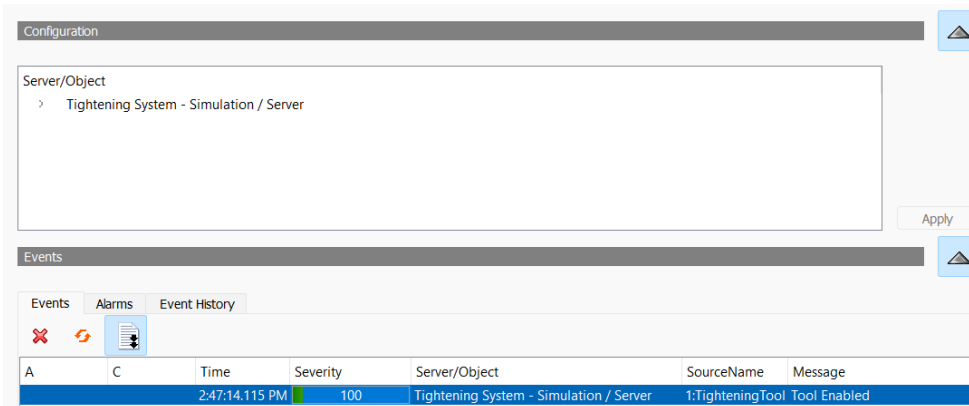 Configuration
Server/Object
Tightening System - Simulation / Server
Apply
Events
Events Alarms Event History
A C Time Severity Server/Object SourceName Message
2:47:14.115 PM 100 Tightening System - Simulation / Server 1:TighteningTool Tool Enabled